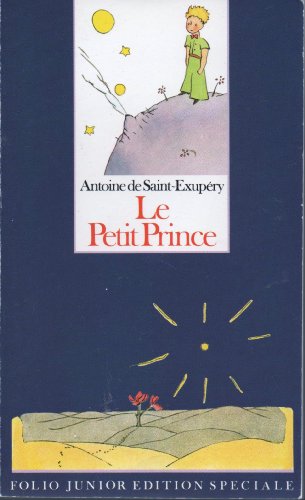 Antoine de Saint-Exupéry
Le
Petit Prince
FOLIO JUNIOR EDITION SPECIALE